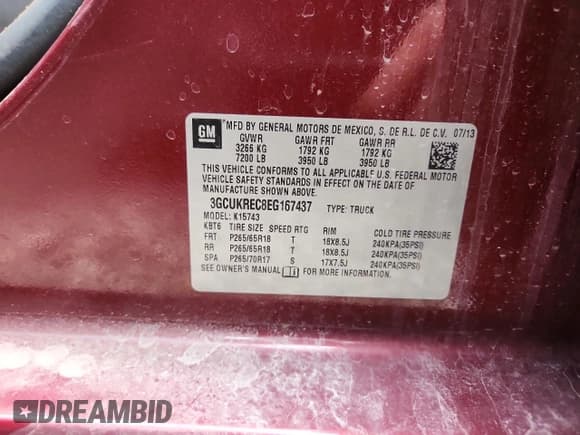 GM
MFD BY GENERAL MOTORS DE MEXICO, S. DE R.L. DE C.V. 07/13
GVWR GAWR FRT GAWR RR
3266 KG 1792 KG 1792 KG
7200 LB 3950 LB 3950 LB
THIS VEHICLE CONFORMS TO ALL APPLICABLE U.S. FEDERAL MOTOR
VEHICLE SAFETY STANDARDS IN EFFECT ON THE DATE OF
MANUFACTURE SHOWN ABOVE.
3GCUKREC8EG167437 TYPE: TRUCK
MODEL: K15743
KBT6 TIRE SIZE SPEED RTG RIM COLD TIRE PRESSURE
FRT P265/65R18 T 18X8.5J 240KPA(35PSI)
RR P265/65R18 T 18X8.5J 240KPA(35PSI)
SPA P265/70R17 S 17X7.5J 240KPA(35PSI)
SEE OWNER'S MANUAL i FOR MORE INFORMATION.
DREAMBID